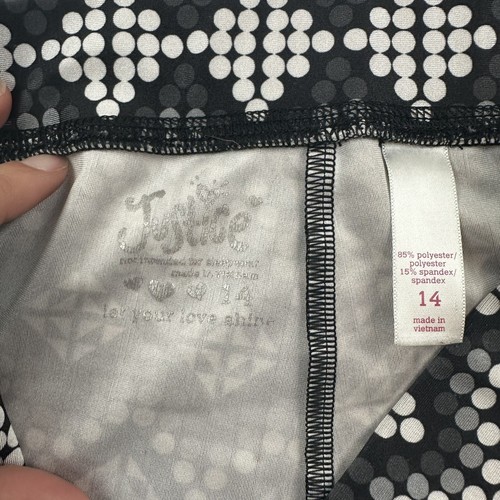 Justice
not intended for sleepwear
made in vietnam
14
let your love shine
85% polyester/
polyester
15% spandex/
spandex
14
made in
vietnam